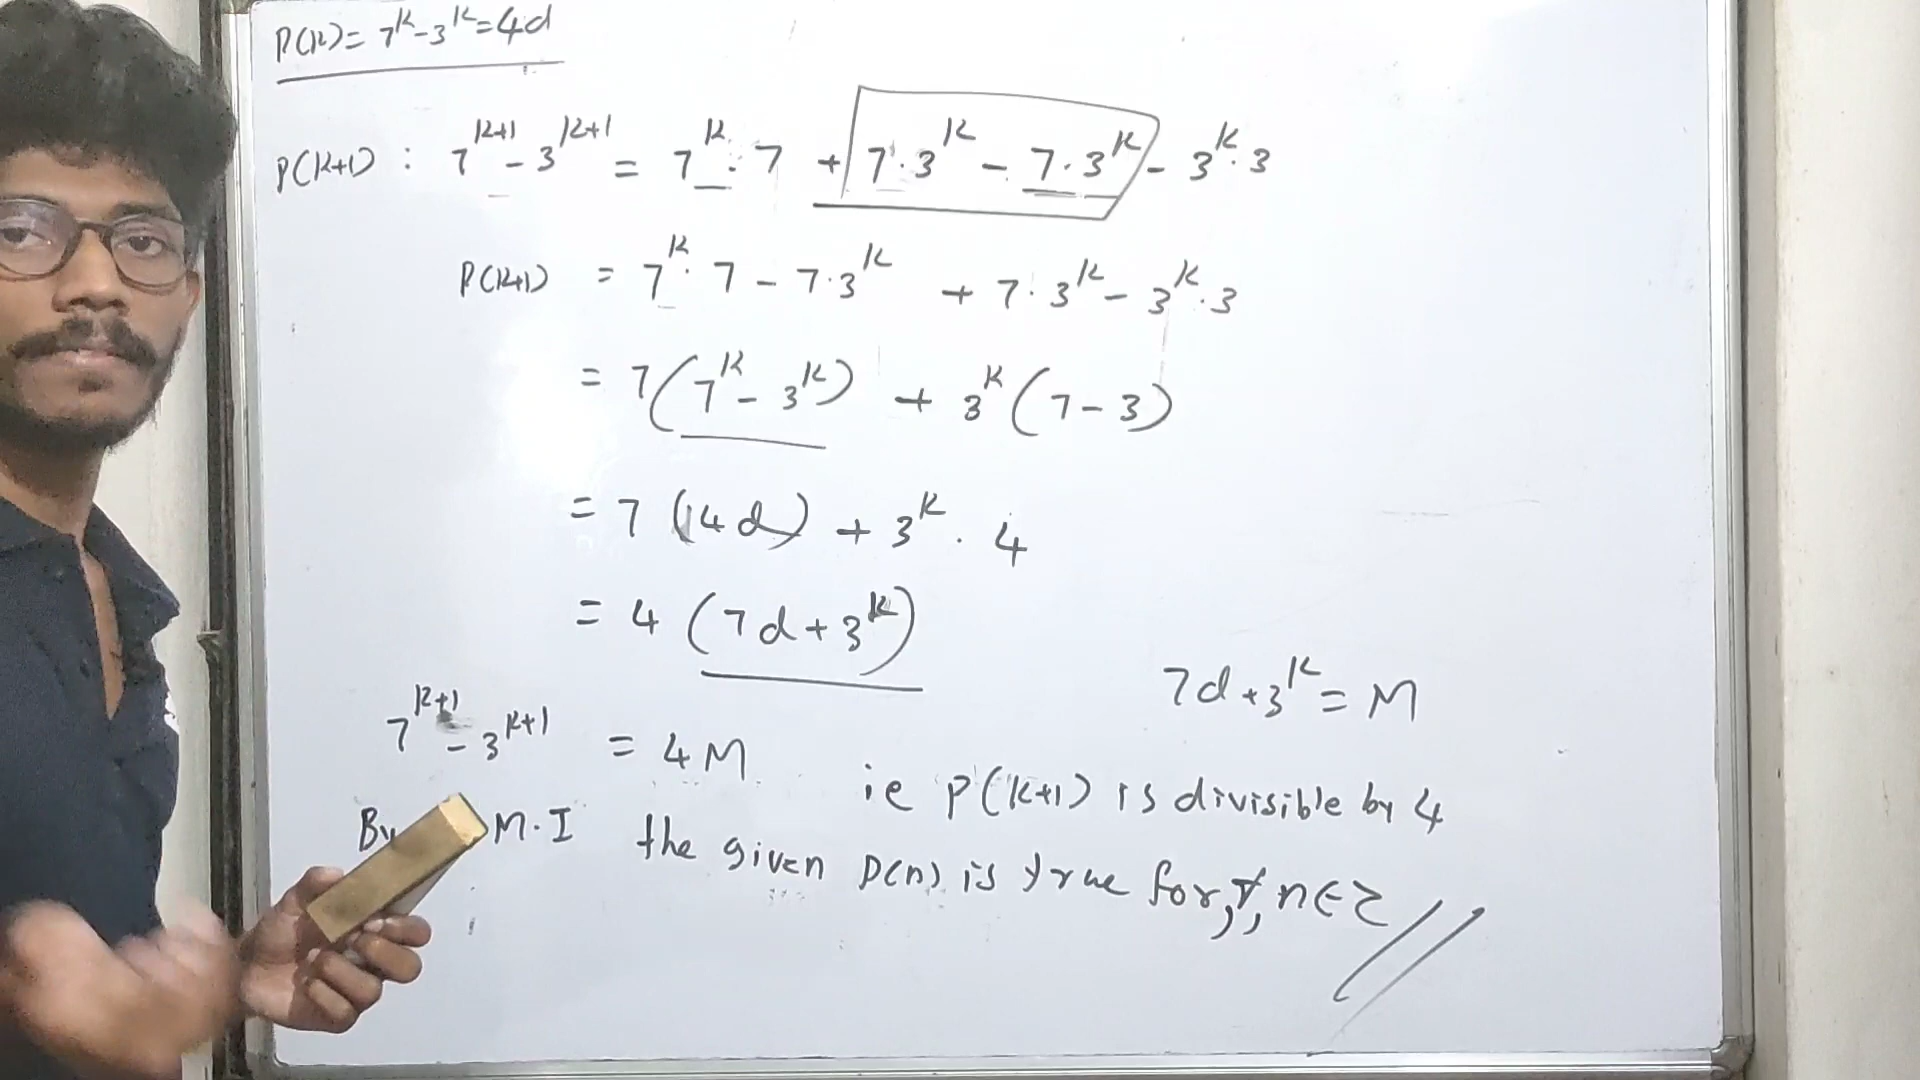 P(k) = 7^k - 3^k = 4d
P(k+1) : 7^{k+1} - 3^{k+1} = 7^k · 7 + 7 · 3^k - 7 · 3^k - 3^k · 3
P(k+1) = 7^k · 7 - 7 · 3^k + 7 · 3^k - 3^k · 3
= 7(7^k - 3^k) + 3^k (7 - 3)
= 7 (4d) + 3^k · 4
= 4 (7d + 3^k)
7d + 3^k = M
7^{k+1} - 3^{k+1} = 4M
ie P(k+1) is divisible by 4
By M.I the given P(n) is true for, ∀, n ∈ Z